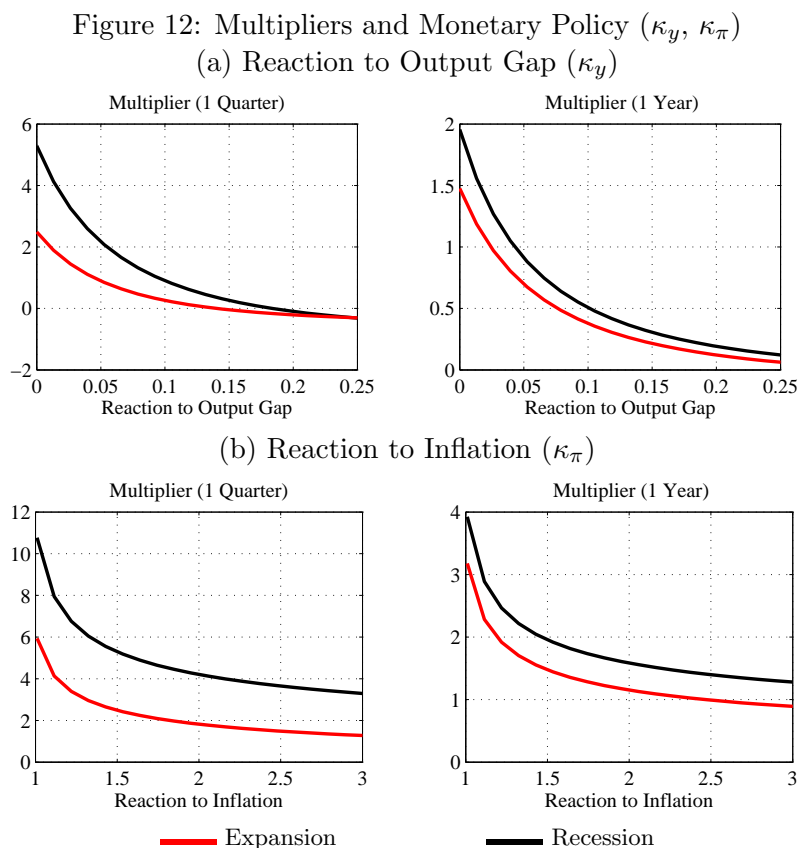 Figure 12: Multipliers and Monetary Policy (κ_y, κ_π)
(a) Reaction to Output Gap (κ_y)
Multiplier (1 Quarter)
6
4
2
0
−2
0 0.05 0.1 0.15 0.2 0.25
Reaction to Output Gap
Multiplier (1 Year)
2
1.5
1
0.5
0
0 0.05 0.1 0.15 0.2 0.25
Reaction to Output Gap
(b) Reaction to Inflation (κ_π)
Multiplier (1 Quarter)
12
10
8
6
4
2
0
1 1.5 2 2.5 3
Reaction to Inflation
Multiplier (1 Year)
4
3
2
1
0
1 1.5 2 2.5 3
Reaction to Inflation
Expansion Recession